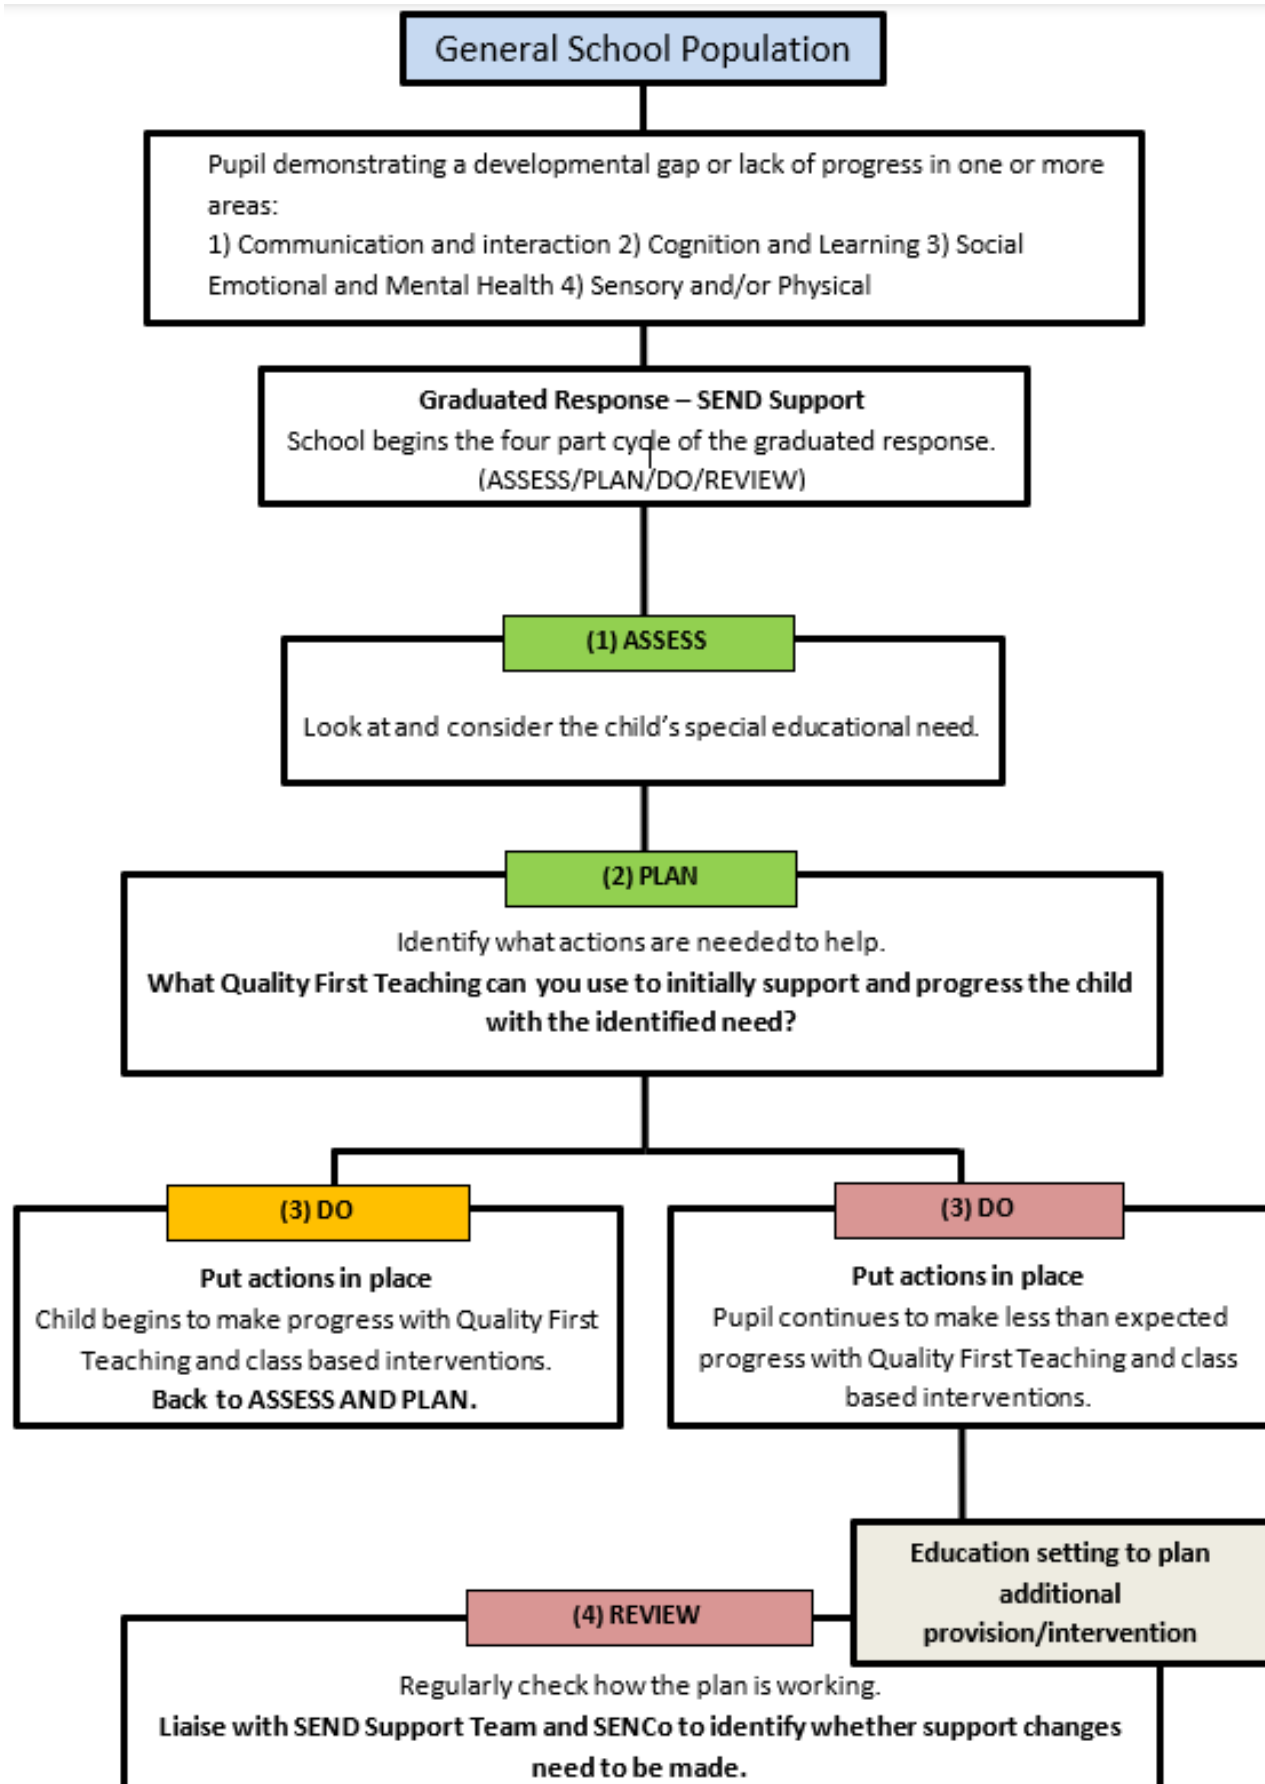 General School Population
Pupil demonstrating a developmental gap or lack of progress in one or more
areas:
1) Communication and interaction 2) Cognition and Learning 3) Social
Emotional and Mental Health 4) Sensory and/or Physical
Graduated Response – SEND Support
School begins the four part cycle of the graduated response.
(ASSESS/PLAN/DO/REVIEW)
(1) ASSESS
Look at and consider the child’s special educational need.
(2) PLAN
Identify what actions are needed to help.
What Quality First Teaching can you use to initially support and progress the child
with the identified need?
(3) DO
Put actions in place
Child begins to make progress with Quality First
Teaching and class based interventions.
Back to ASSESS AND PLAN.
(3) DO
Put actions in place
Pupil continues to make less than expected
progress with Quality First Teaching and class
based interventions.
Education setting to plan
additional
provision/intervention
(4) REVIEW
Regularly check how the plan is working.
Liaise with SEND Support Team and SENCo to identify whether support changes
need to be made.